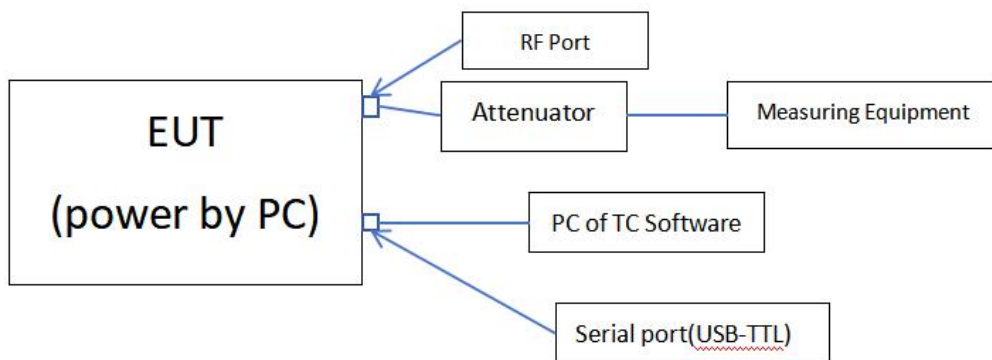 RF Port
EUT
(power by PC)
Attenuator
Measuring Equipment
PC of TC Software
Serial port(USB-TTL)